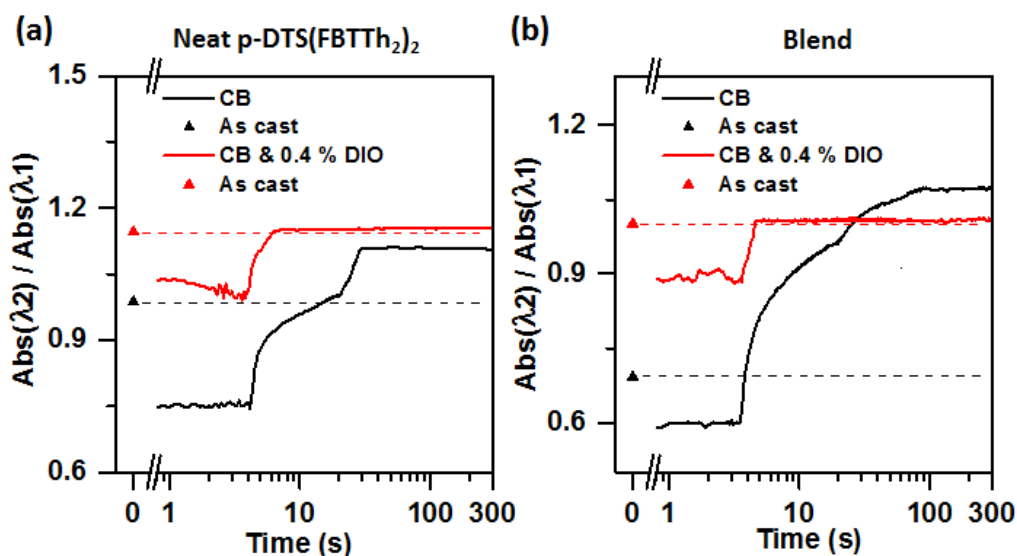 (a) Neat p-DTS(FBTTh₂)₂
1.5
1.2
0.9
0.6
Abs(λ2) / Abs(λ1)
CB
As cast
CB & 0.4 % DIO
As cast
0 1 10 100 300
Time (s)
(b) Blend
1.2
0.9
0.6
Abs(λ2) / Abs(λ1)
CB
As cast
CB & 0.4 % DIO
As cast
0 1 10 100 300
Time (s)